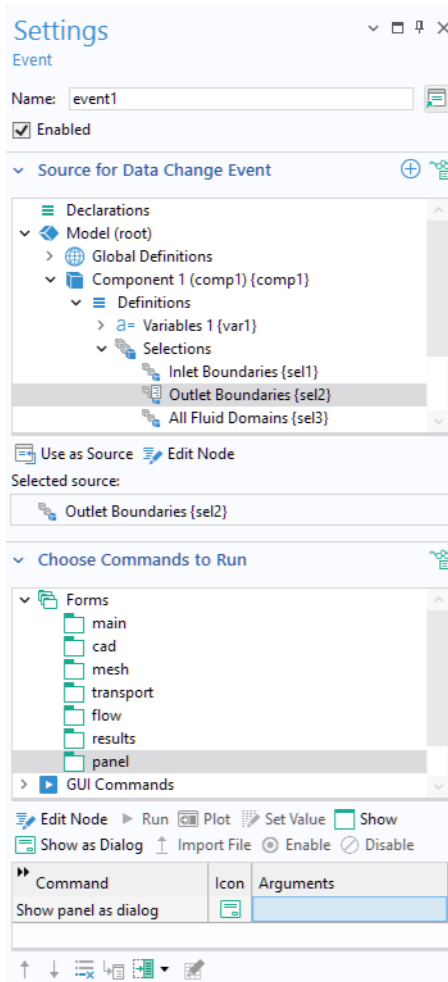 Settings
Event
Name: event1
Enabled
Source for Data Change Event
Declarations
Model (root)
Global Definitions
Component 1 (comp1) {comp1}
Definitions
a= Variables 1 {var1}
Selections
Inlet Boundaries {sel1}
Outlet Boundaries {sel2}
All Fluid Domains {sel3}
Use as Source Edit Node
Selected source:
Outlet Boundaries {sel2}
Choose Commands to Run
Forms
main
cad
mesh
transport
flow
results
panel
GUI Commands
Edit Node Run Plot Set Value Show
Show as Dialog Import File Enable Disable
Command Icon Arguments
Show panel as dialog